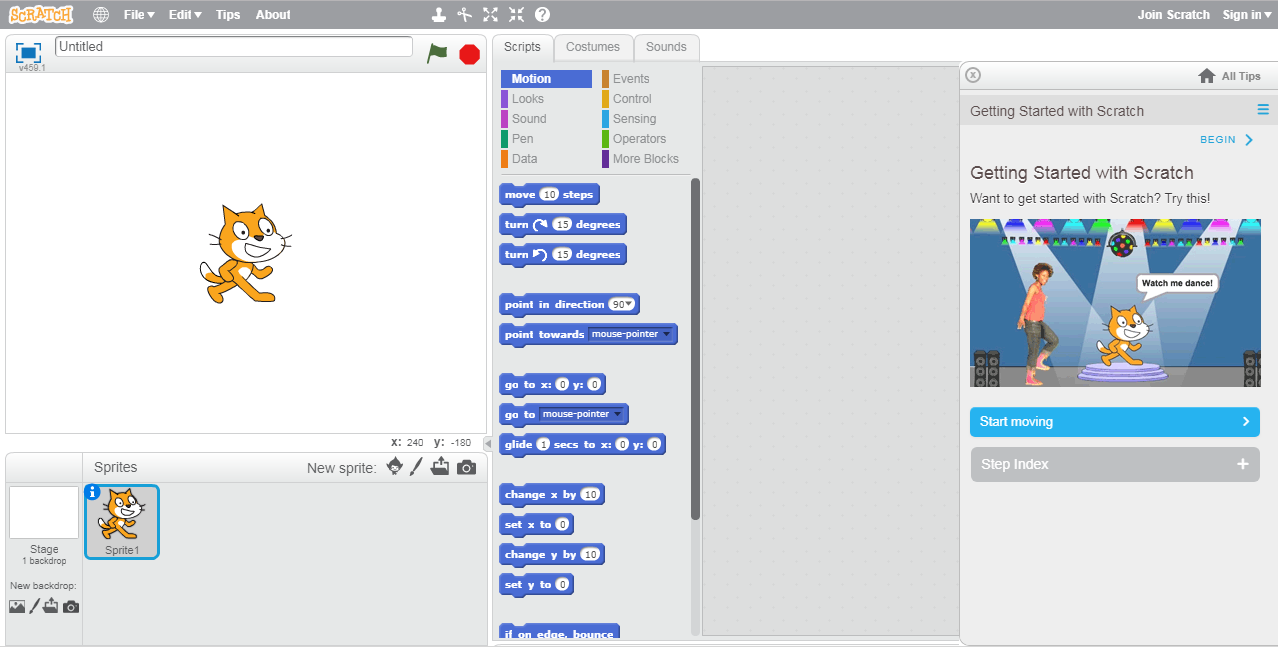 SCRATCH File Edit Tips About Join Scratch Sign in
v459.1
Untitled
x: 240 y: -180
Sprites New sprite:
Stage
1 backdrop
New backdrop:
Sprite1
Scripts Costumes Sounds
Motion Events
Looks Control
Sound Sensing
Pen Operators
Data More Blocks
move 10 steps
turn 15 degrees
turn 15 degrees
point in direction 90
point towards mouse-pointer
go to x: 0 y: 0
go to mouse-pointer
glide 1 secs to x: 0 y: 0
change x by 10
set x to 0
change y by 10
set y to 0
if on edge, bounce
All Tips
Getting Started with Scratch
BEGIN
Getting Started with Scratch
Want to get started with Scratch? Try this!
Watch me dance!
Start moving
Step Index